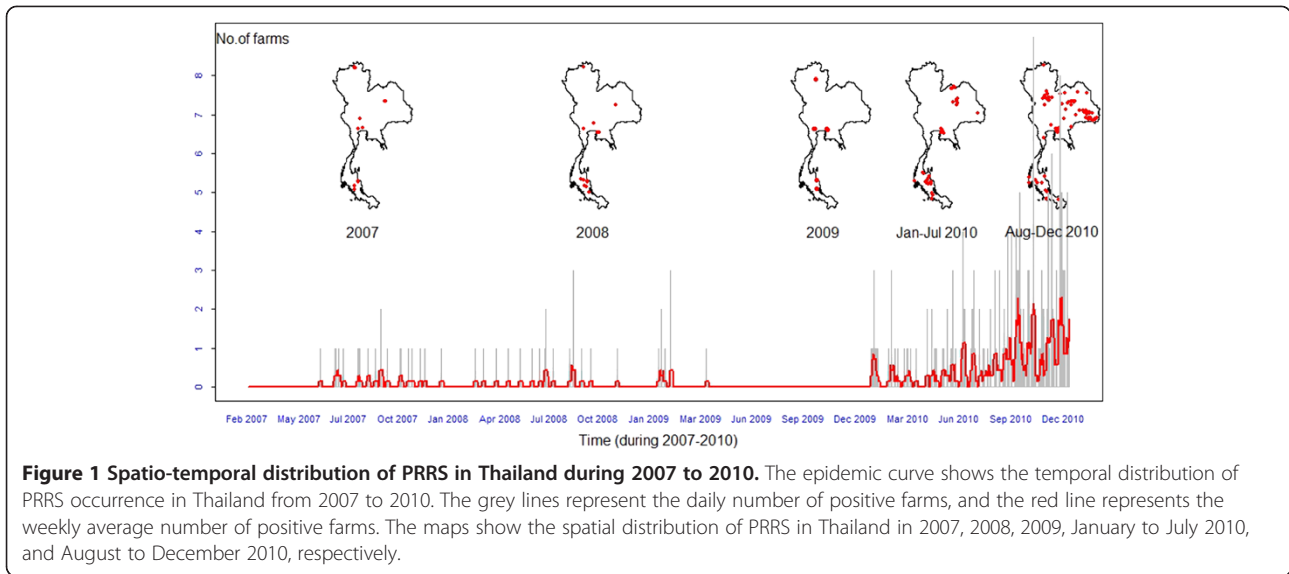 No.of farms
8
7
6
5
4
3
2
1
0
2007
2008
2009
Jan-Jul 2010
Aug-Dec 2010
Feb 2007 May 2007 Jul 2007 Oct 2007 Jan 2008 Apr 2008 Jul 2008 Oct 2008 Jan 2009 Mar 2009 Jun 2009 Sep 2009 Dec 2009 Mar 2010 Jun 2010 Sep 2010 Dec 2010
Time (during 2007-2010)
Figure 1 Spatio-temporal distribution of PRRS in Thailand during 2007 to 2010. The epidemic curve shows the temporal distribution of
PRRS occurrence in Thailand from 2007 to 2010. The grey lines represent the daily number of positive farms, and the red line represents the
weekly average number of positive farms. The maps show the spatial distribution of PRRS in Thailand in 2007, 2008, 2009, January to July 2010,
and August to December 2010, respectively.